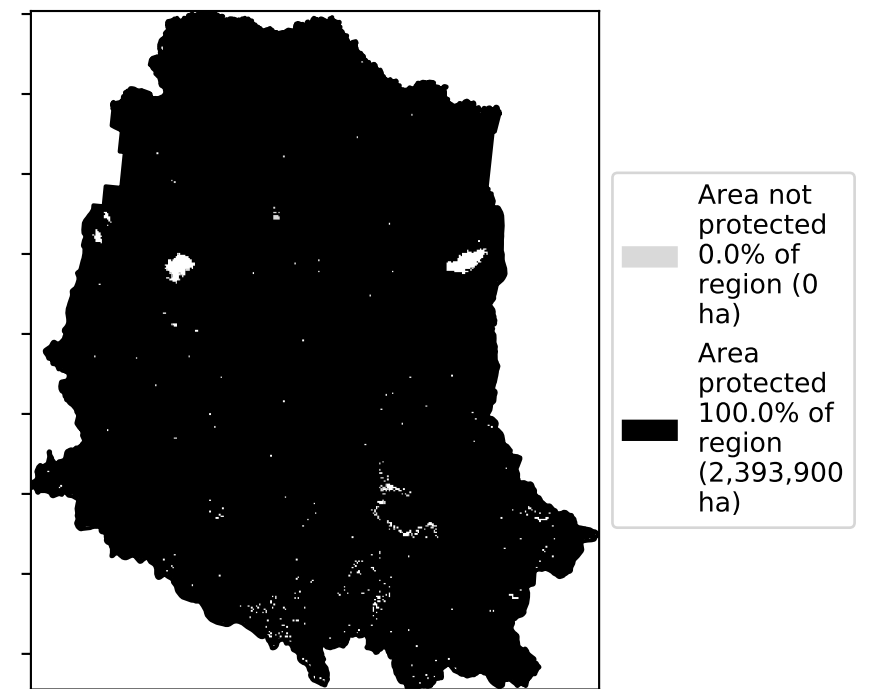 Area not
protected
0.0% of
region (0
ha)
Area
protected
100.0% of
region
(2,393,900
ha)